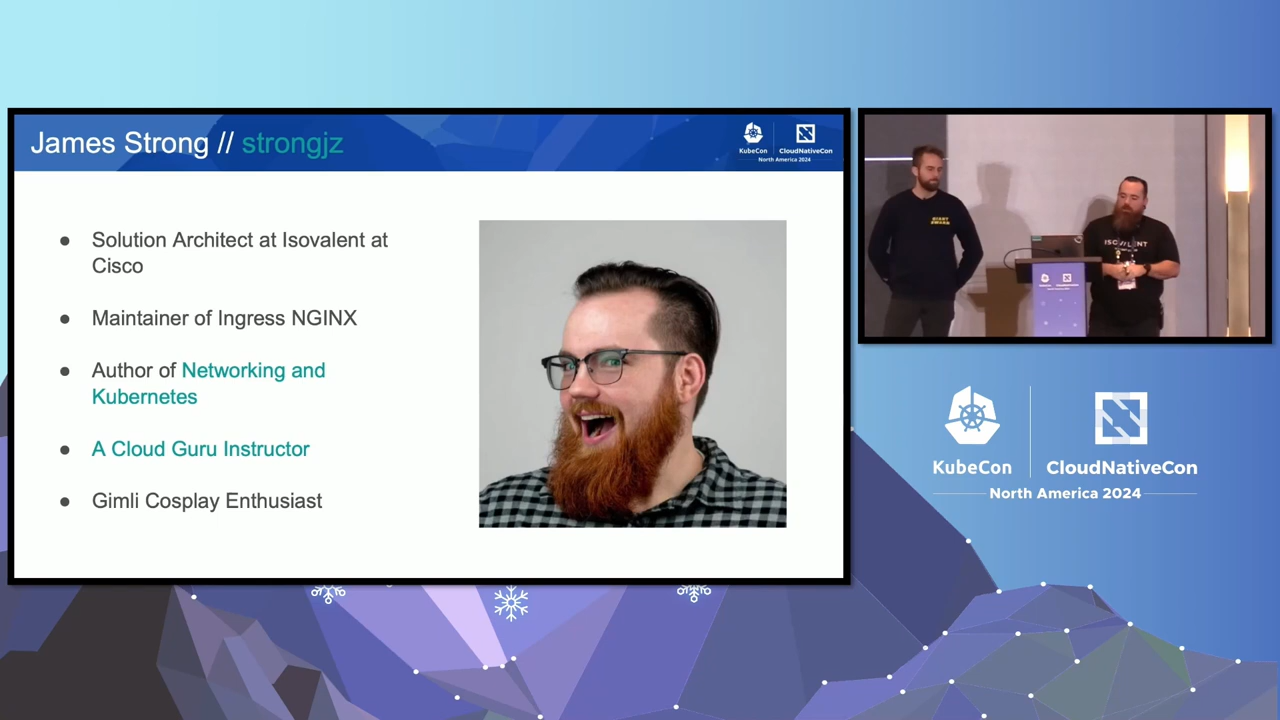 James Strong // strongjz
KubeCon
CloudNativeCon
North America 2024
Solution Architect at Isovalent at
Cisco
Maintainer of Ingress NGINX
Author of Networking and
Kubernetes
A Cloud Guru Instructor
Gimli Cosplay Enthusiast
ISOVALENT
KubeCon
CloudNativeCon
North America 2024